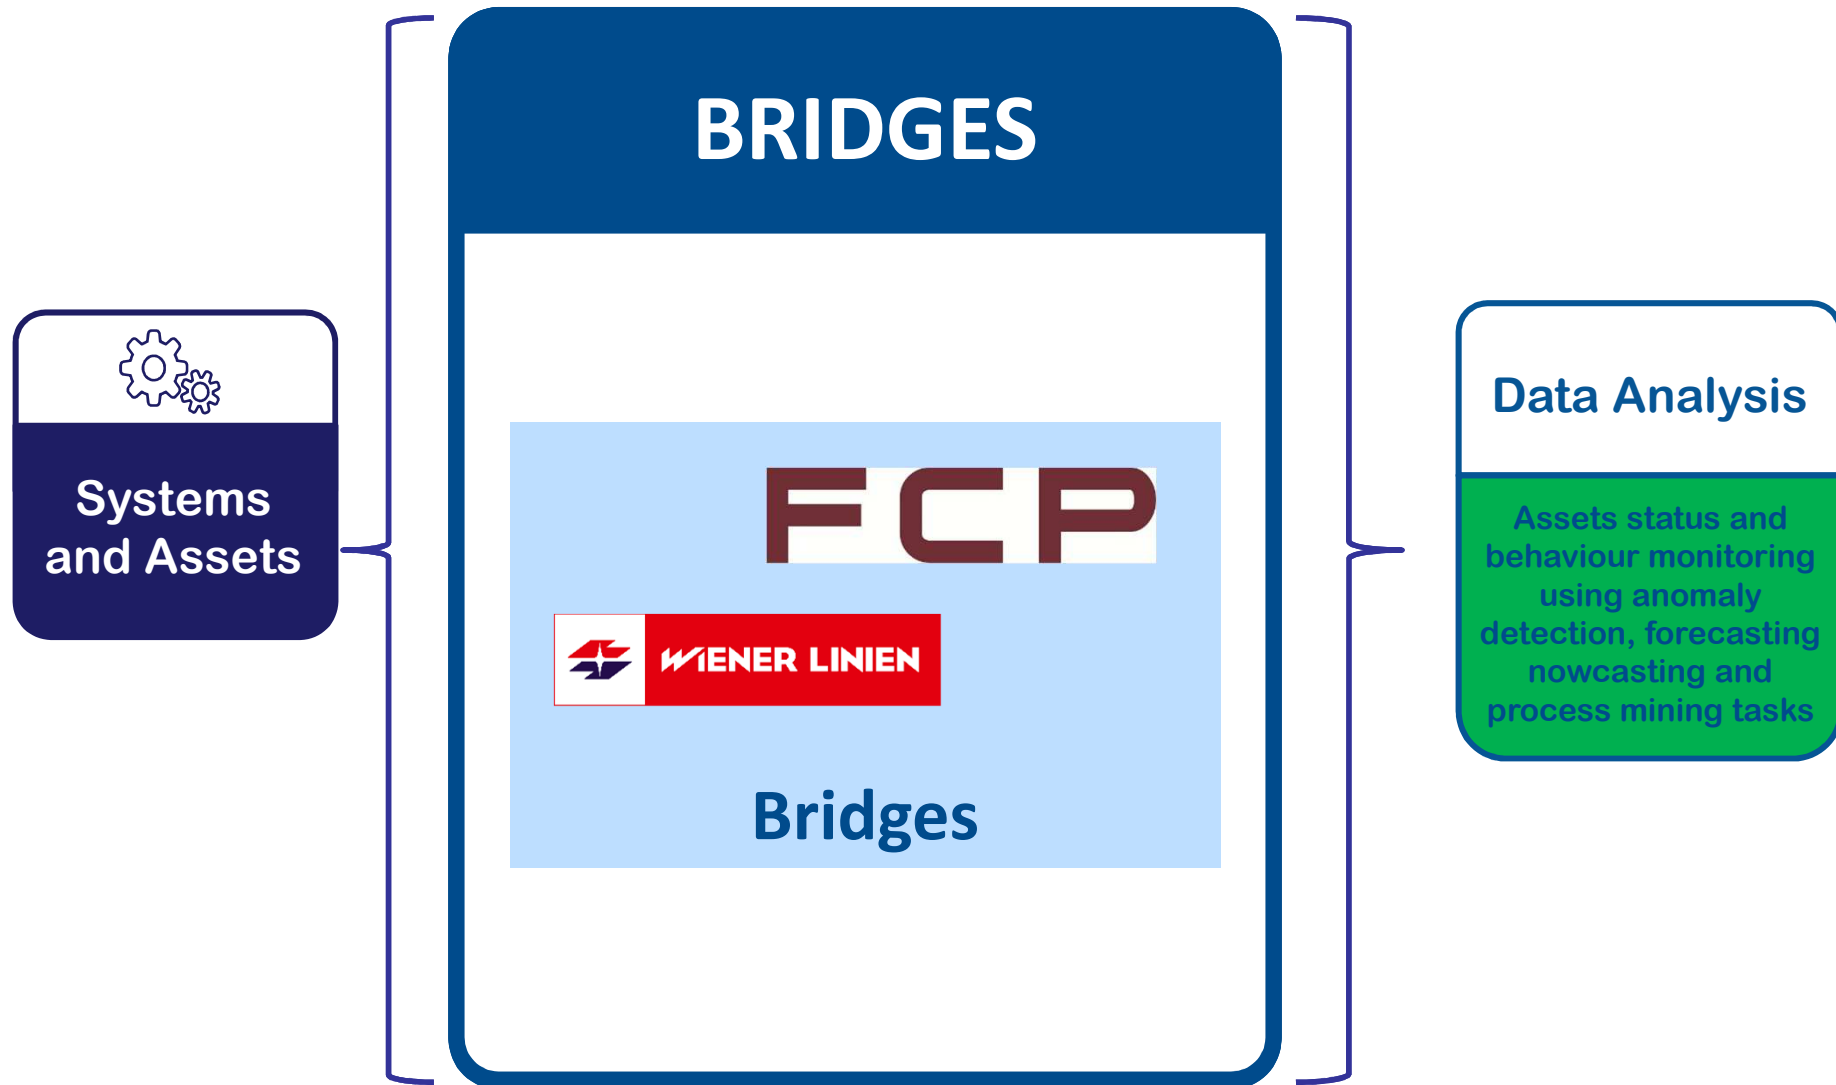 BRIDGES
Systems
and Assets
FCP
WIENER LINIEN
Bridges
Data Analysis
Assets status and
behaviour monitoring
using anomaly
detection, forecasting
nowcasting and
process mining tasks